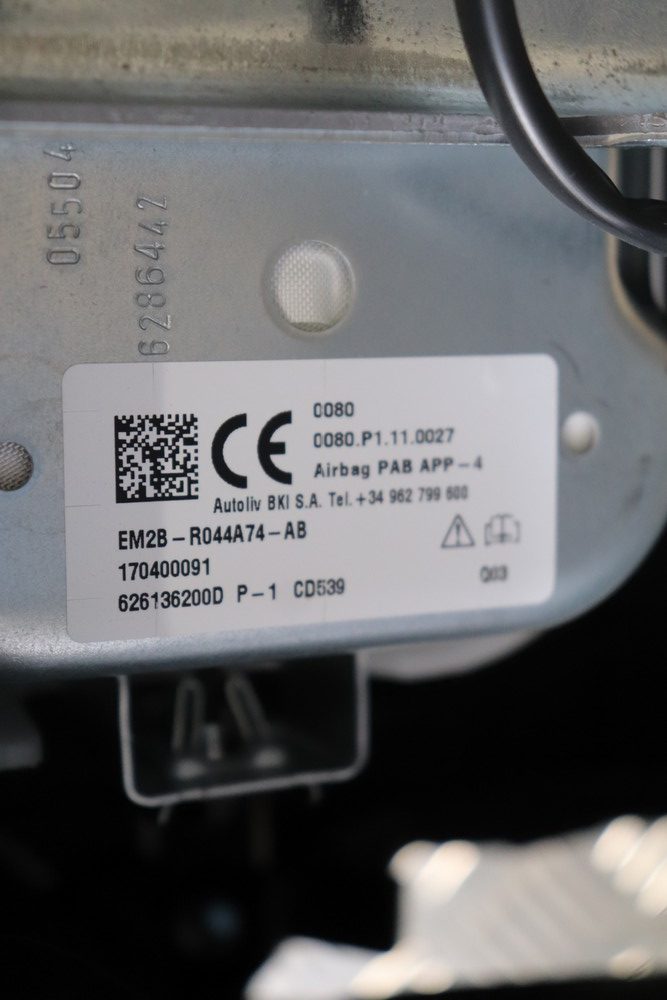 05504
6286442
CE 0080
0080.P1.11.0027
Airbag PAB APP-4
Autoliv BKI S.A. Tel. +34 962 799 600
EM2B-R044A74-AB
170400091
626136200D P-1 CD539
Q03